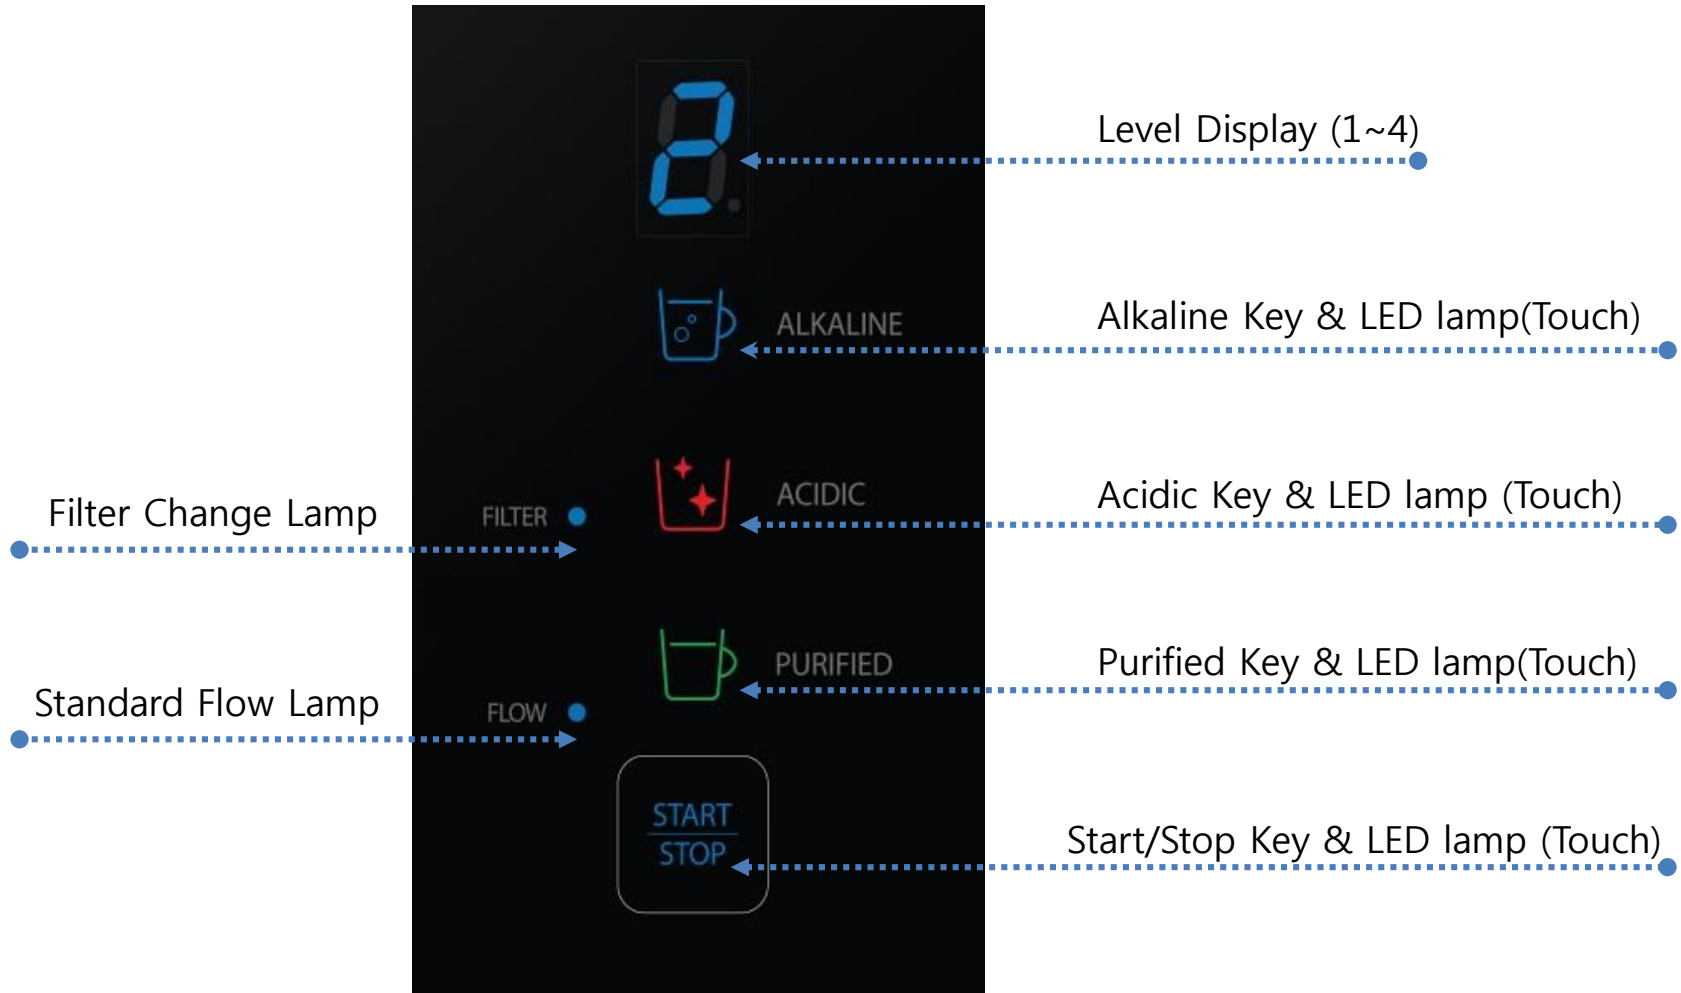 2
Level Display (1~4)
ALKALINE
Alkaline Key & LED lamp(Touch)
ACIDIC
Acidic Key & LED lamp (Touch)
Filter Change Lamp
FILTER
PURIFIED
Purified Key & LED lamp(Touch)
Standard Flow Lamp
FLOW
START
STOP
Start/Stop Key & LED lamp (Touch)